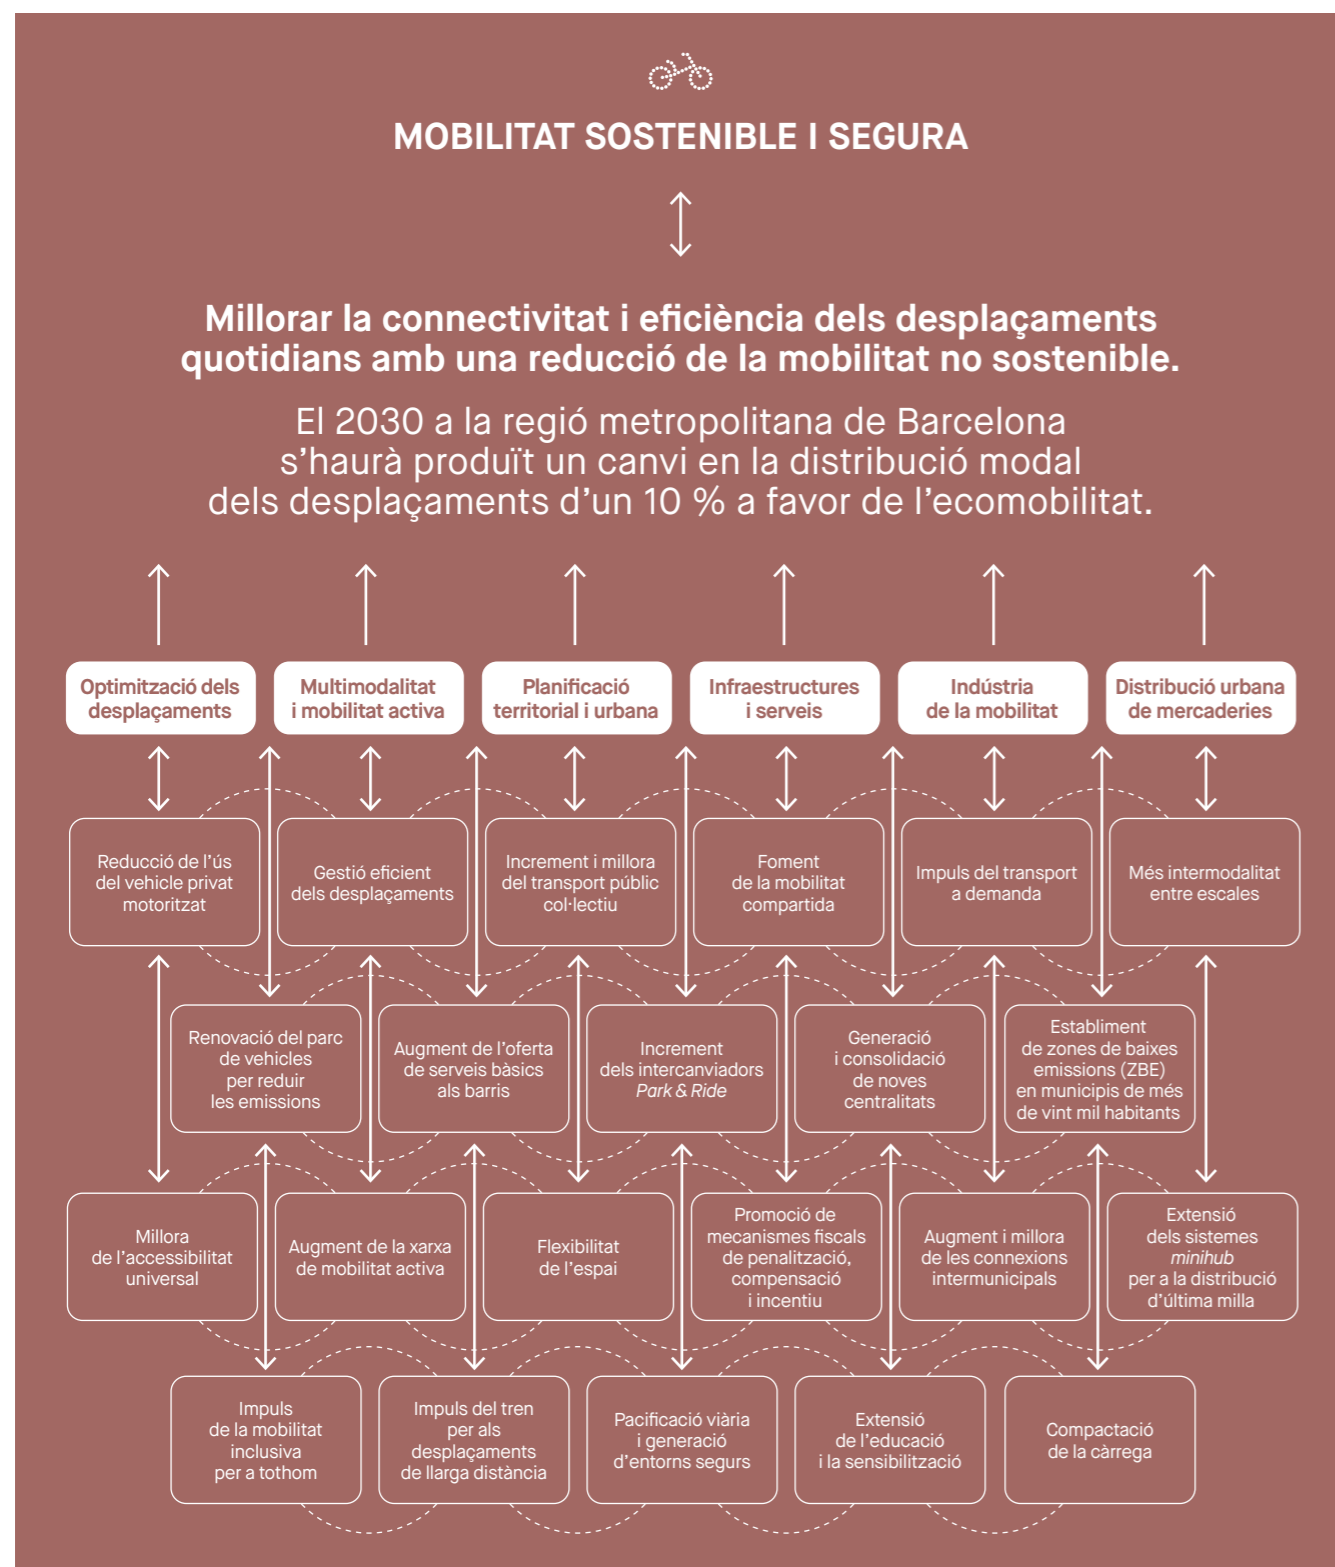 MOBILITAT SOSTENIBLE I SEGURA
Millorar la connectivitat i eficiència dels desplaçaments
quotidians amb una reducció de la mobilitat no sostenible.
El 2030 a la regió metropolitana de Barcelona
s'haurà produït un canvi en la distribució modal
dels desplaçaments d'un 10 % a favor de l'ecomobilitat.
Optimització dels
desplaçaments
Multimodalitat
i mobilitat activa
Planificació
territorial i urbana
Infraestructures
i serveis
Indústria
de la mobilitat
Distribució urbana
de mercaderies
Reducció de l'ús
del vehicle privat
motoritzat
Gestió eficient
dels desplaçaments
Increment i millora
del transport públic
col·lectiu
Foment
de la mobilitat
compartida
Impuls del transport
a demanda
Més intermodalitat
entre escales
Renovació del parc
de vehicles
per reduir
les emissions
Augment de l'oferta
de serveis bàsics
als barris
Increment
dels intercanviadors
Park & Ride
Generació
i consolidació
de noves
centralitats
Establiment
de zones de baixes
emissions (ZBE)
en municipis de més
de vint mil habitants
Millora
de l'accessibilitat
universal
Augment de la xarxa
de mobilitat activa
Flexibilitat
de l'espai
Promoció de
mecanismes fiscals
de penalització,
compensació
i incentiu
Augment i millora
de les connexions
intermunicipals
Extensió
dels sistemes
minihub
per a la distribució
d'última milla
Impuls
de la mobilitat
inclusiva
per a tothom
Impuls del tren
per als
desplaçaments
de llarga distància
Pacificació viària
i generació
d'entorns segurs
Extensió
de l'educació
i la sensibilització
Compactació
de la càrrega